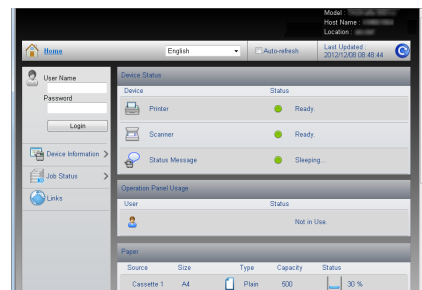 Model :
Host Name :
Location :
Home
English
Auto-refresh
Last Updated :
2012/12/08 08:48:44
User Name
Password
Login
Device Information
Job Status
Links
Device Status
Device Status
Printer Ready.
Scanner Ready.
Status Message Sleeping...
Operation Panel Usage
User Status
Not in Use.
Paper
Source Size Type Capacity Status
Cassette 1 A4 Plain 500 30 %